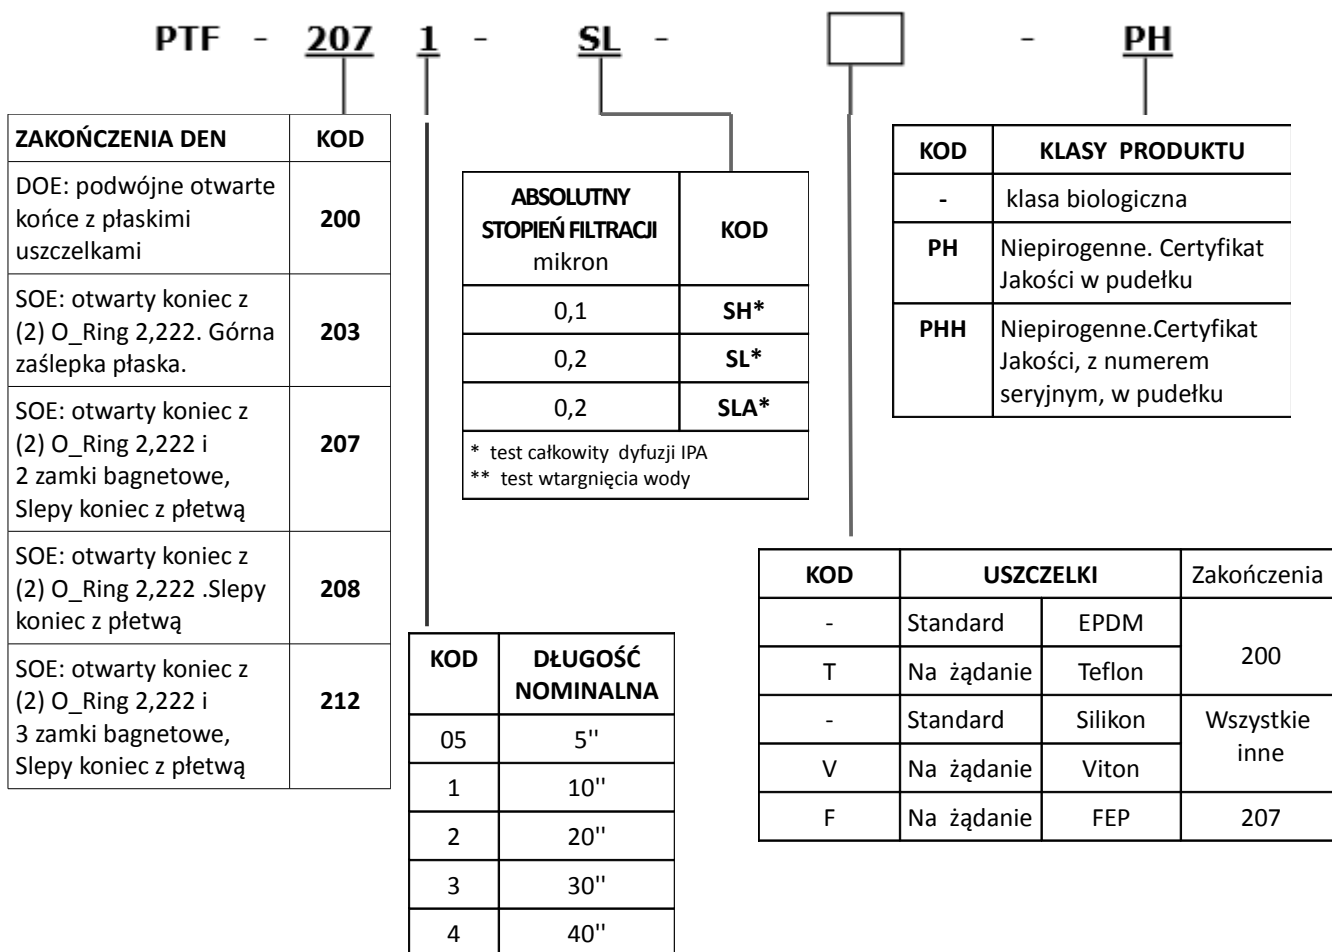 PTF - 207 1 - SL - - PH
ZAKOŃCZENIA DEN KOD
DOE: podwójne otwarte
końce z płaskimi
uszczelkami
200
SOE: otwarty koniec z
(2) O_Ring 2,222. Górna
zaślepka płaska.
203
SOE: otwarty koniec z
(2) O_Ring 2,222 i
2 zamki bagnetowe,
Slepy koniec z płetwą
207
SOE: otwarty koniec z
(2) O_Ring 2,222 .Slepy
koniec z płetwą
208
SOE: otwarty koniec z
(2) O_Ring 2,222 i
3 zamki bagnetowe,
Slepy koniec z płetwą
212
KOD DŁUGOŚĆ
NOMINALNA
05 5''
1 10''
2 20''
3 30''
4 40''
ABSOLUTNY
STOPIEŃ FILTRACJI
mikron
KOD
0,1 SH*
0,2 SL*
0,2 SLA*
* test całkowity dyfuzji IPA
** test wtargnięcia wody
KOD KLASY PRODUKTU
- klasa biologiczna
PH Niepirogenne. Certyfikat
Jakości w pudełku
PHH Niepirogenne.Certyfikat
Jakości, z numerem
seryjnym, w pudełku
KOD USZCZELKI Zakończenia
- Standard EPDM
T Na żądanie Teflon
200
- Standard Silikon
V Na żądanie Viton
Wszystkie
inne
F Na żądanie FEP 207